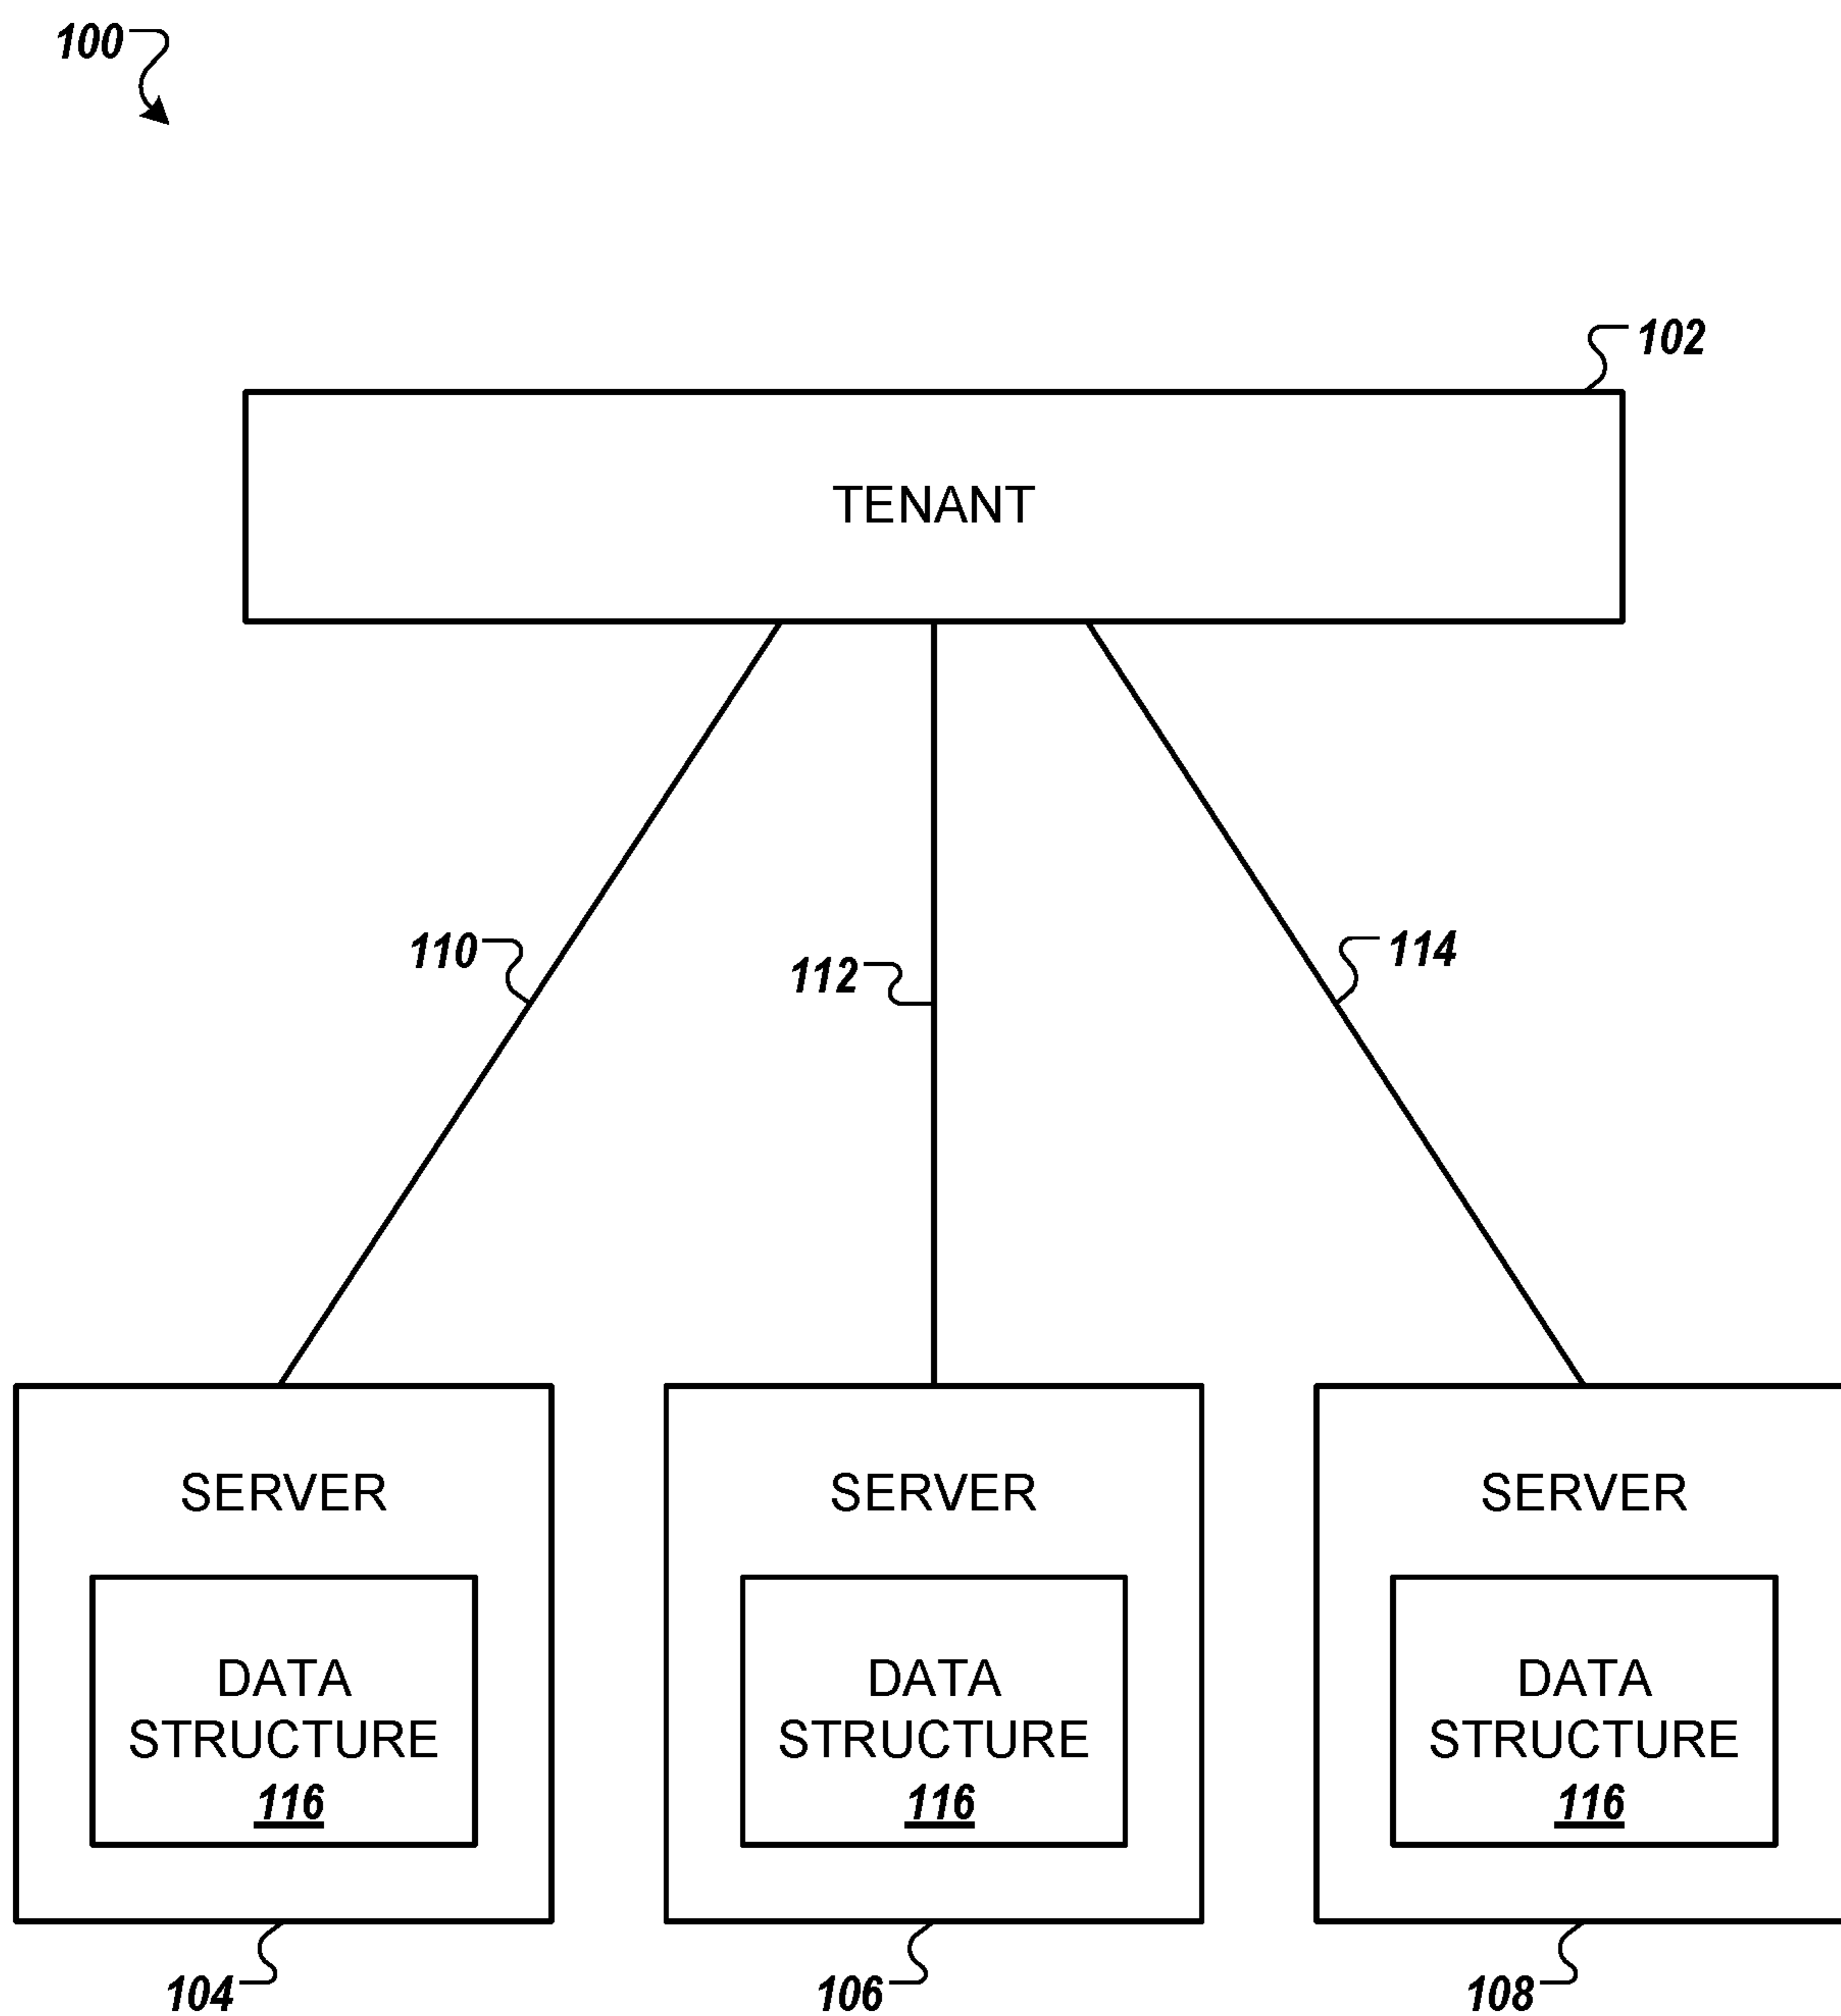 100
102
TENANT
110
112
114
SERVER
SERVER
SERVER
DATA
STRUCTURE
116
DATA
STRUCTURE
116
DATA
STRUCTURE
116
104
106
108